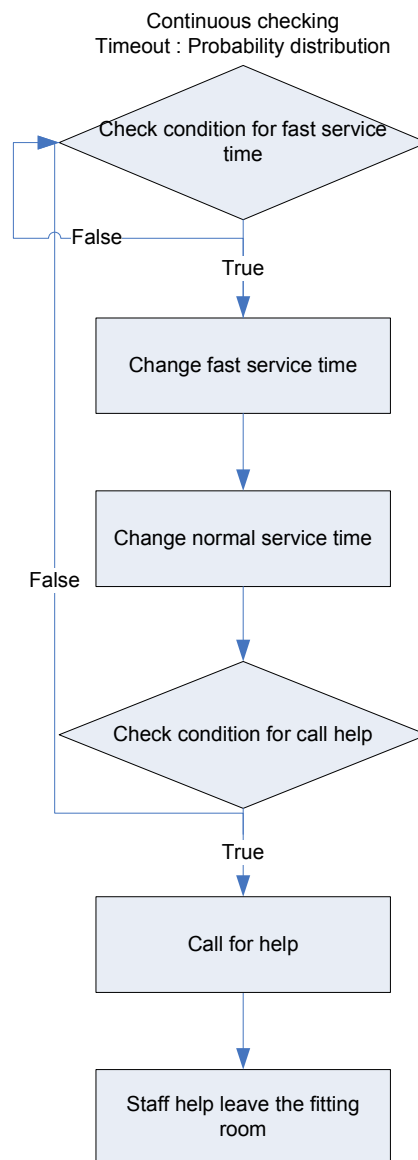 Continuous checking
Timeout : Probability distribution
Check condition for fast service
time
False
True
Change fast service time
Change normal service time
False
Check condition for call help
True
Call for help
Staff help leave the fitting
room